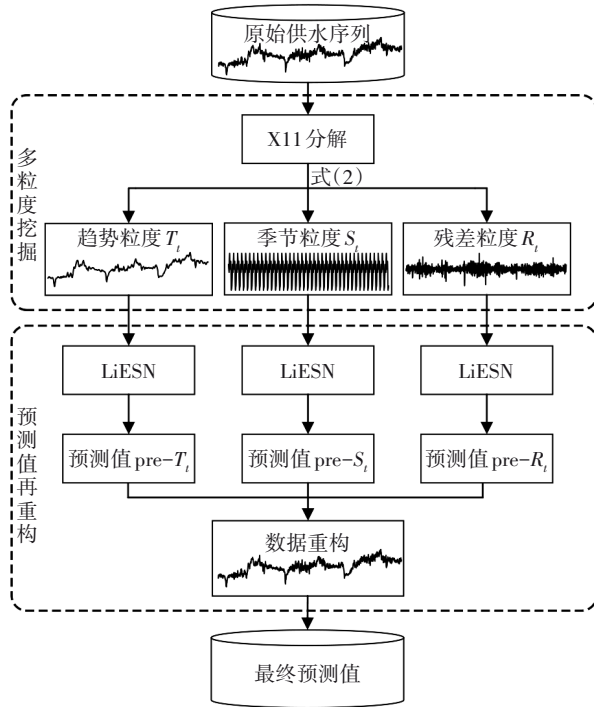 原始供水序列
X11分解
式(2)
多粒度挖掘
趋势粒度 T_t
季节粒度 S_t
残差粒度 R_t
LiESN
LiESN
LiESN
预测值再重构
预测值 pre-T_t
预测值 pre-S_t
预测值 pre-R_t
数据重构
最终预测值